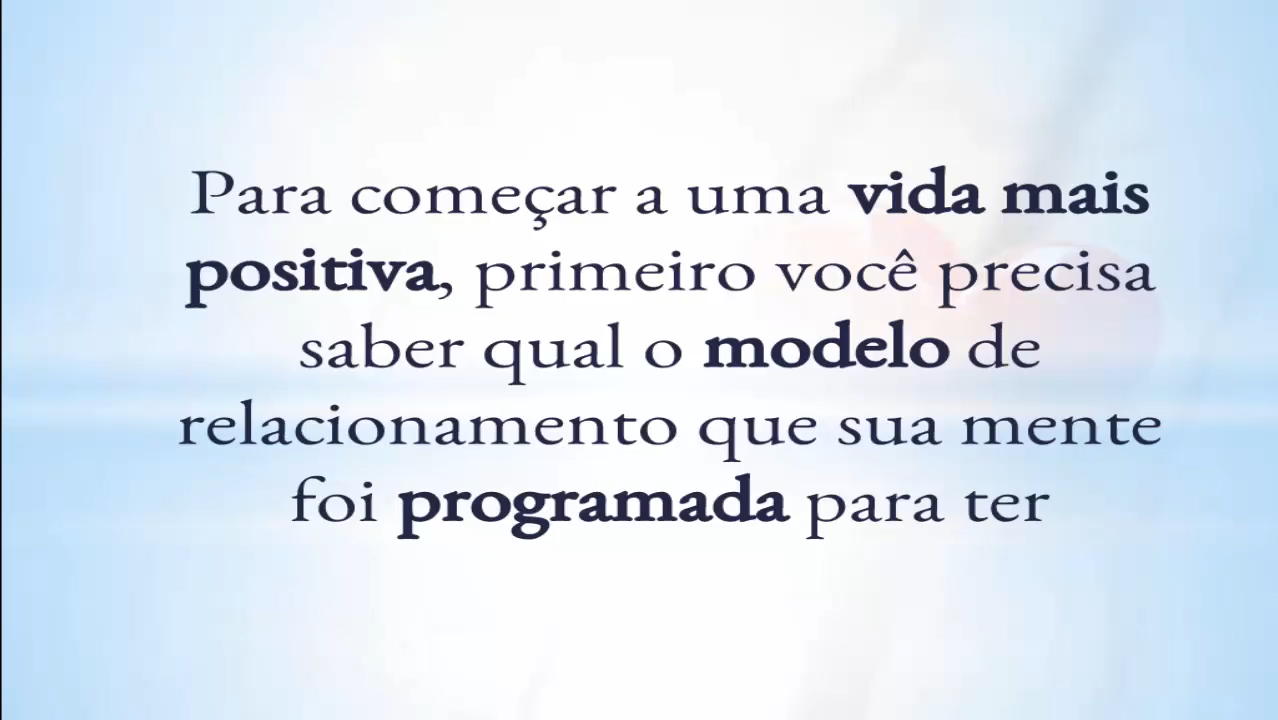 Para começar a uma vida mais
positiva, primeiro você precisa
saber qual o modelo de
relacionamento que sua mente
foi programada para ter